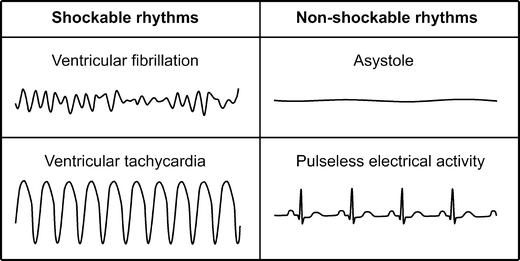 Shockable rhythms
Non-shockable rhythms
Ventricular fibrillation
Asystole
Ventricular tachycardia
Pulseless electrical activity